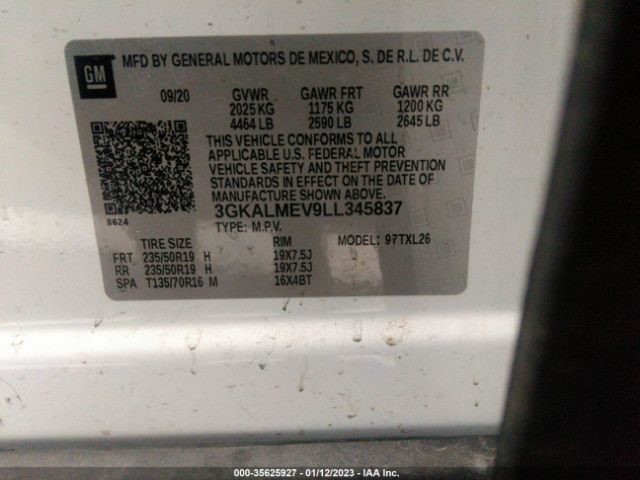 GM
MFD BY GENERAL MOTORS DE MEXICO, S. DE R.L. DE C.V.
09/20 GVWR GAWR FRT GAWR RR
2025 KG 1175 KG 1200 KG
4464 LB 2590 LB 2645 LB
THIS VEHICLE CONFORMS TO ALL
APPLICABLE U.S. FEDERAL MOTOR
VEHICLE SAFETY AND THEFT PREVENTION
STANDARDS IN EFFECT ON THE DATE OF
MANUFACTURE SHOWN ABOVE.
8624 3GKALMEV9LL345837
TYPE: M.P.V.
TIRE SIZE RIM MODEL: 97TXL26
FRT 235/50R19 H 19X7.5J
RR 235/50R19 H 19X7.5J
SPA T135/70R16 M 16X4BT
000-35625927 - 01/12/2023 - IAA Inc.